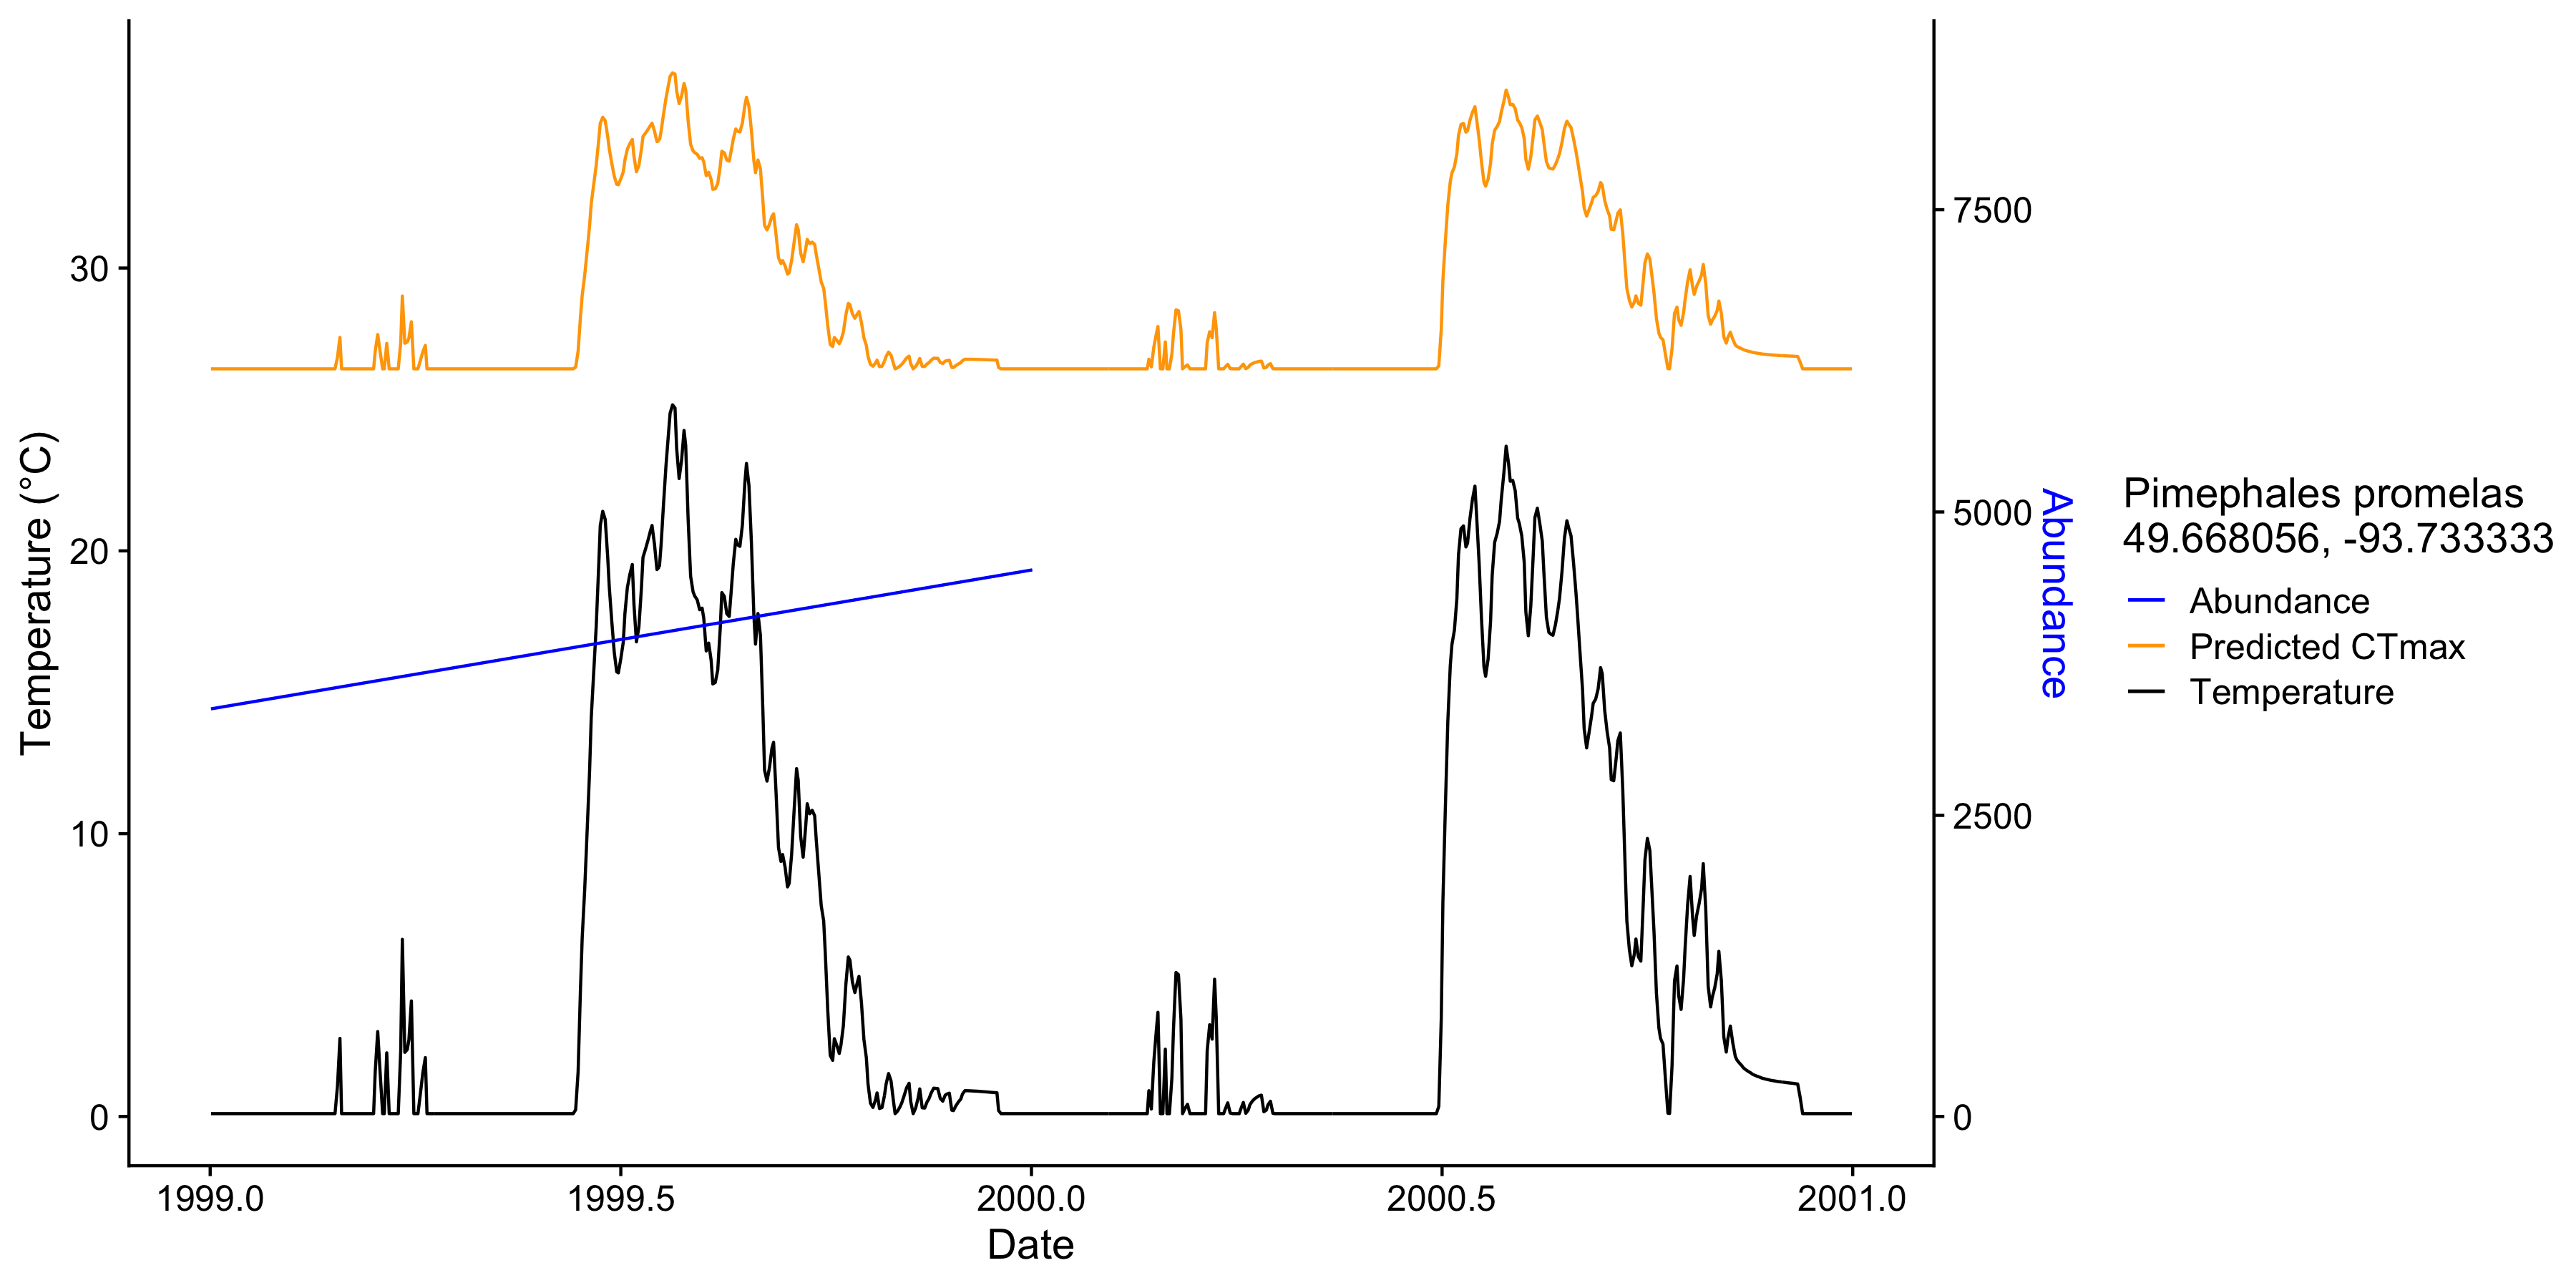 Temperature (°C)
30
20
10
0
1999.0
1999.5
2000.0
2000.5
2001.0
Date
7500
5000
2500
0
Abundance
Pimephales promelas
49.668056, -93.733333
Abundance
Predicted CTmax
Temperature